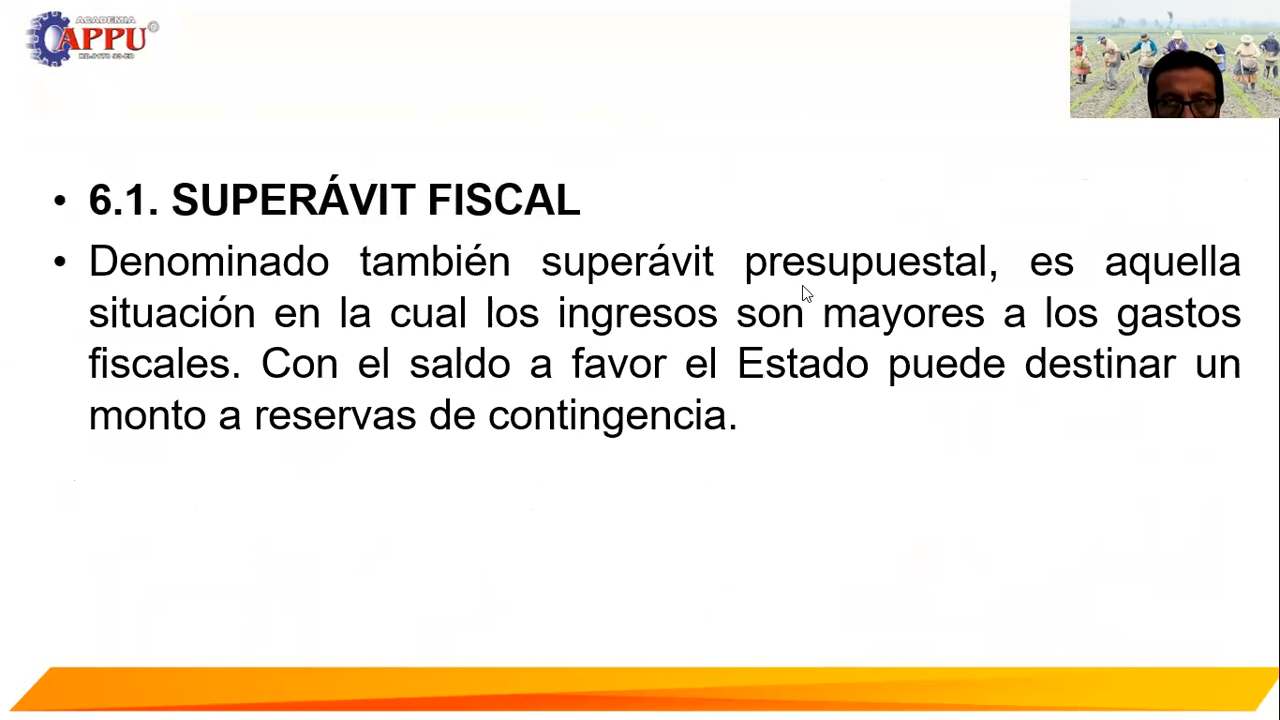 ACADEMIA
APPU
6.1. SUPERÁVIT FISCAL
Denominado también superávit presupuestal, es aquella
situación en la cual los ingresos son mayores a los gastos
fiscales. Con el saldo a favor el Estado puede destinar un
monto a reservas de contingencia.